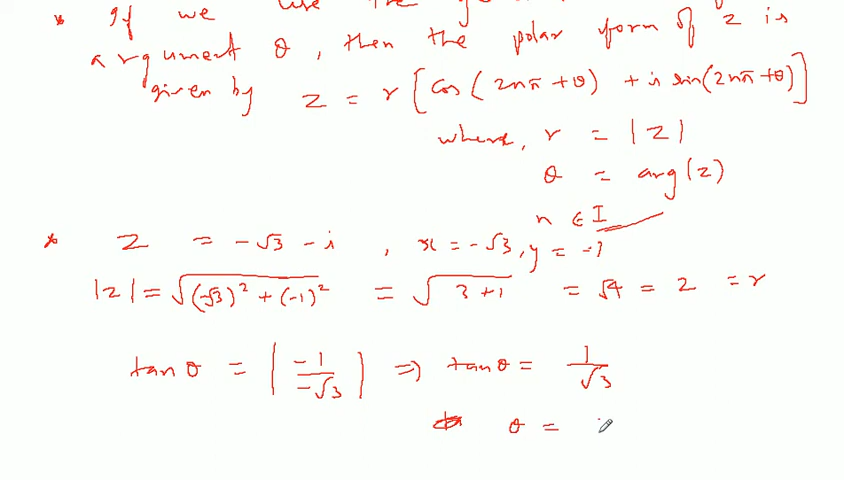 * If we use the
argument θ, then the polar form of z is
given by z = r [cos(2nπ + θ) + i sin(2nπ + θ)]
where, r = |z|
θ = arg(z)
n ∈ I
* z = -√3 - i , x = -√3, y = -1
|z| = √((-√3)² + (-1)²) = √(3+1) = √4 = 2 = r
tan θ = |-1/-√3| ⇒ tan θ = 1/√3
θ =